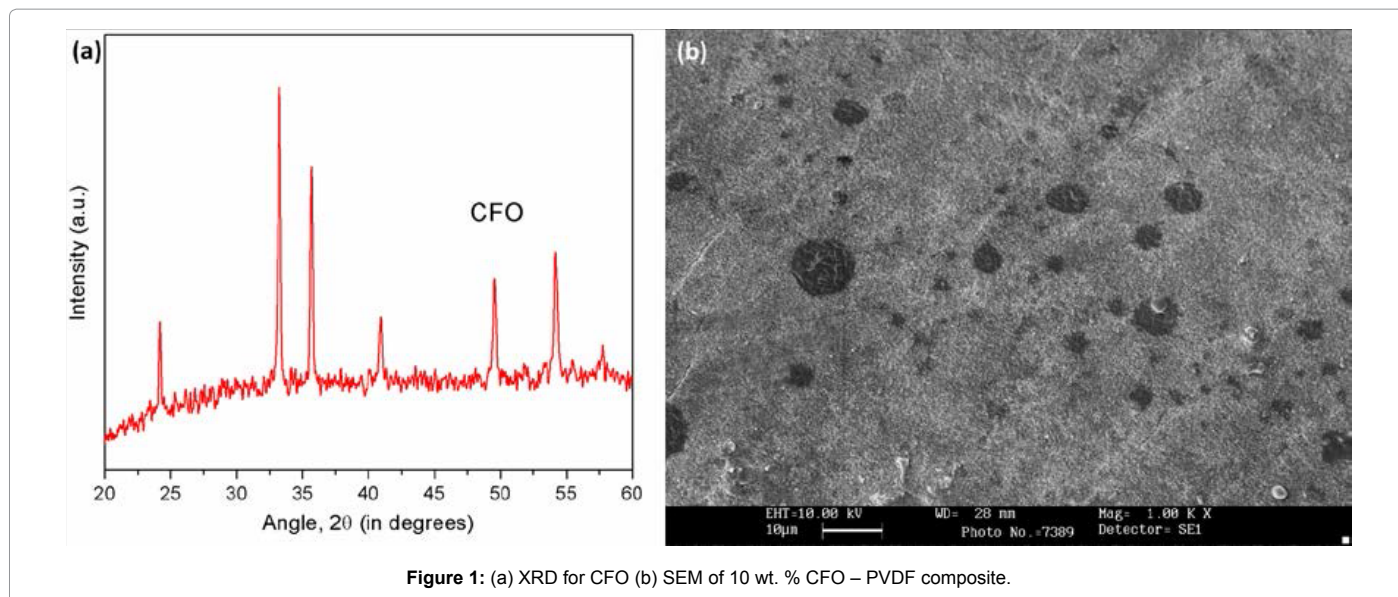 (a)
Intensity (a.u.)
CFO
20 25 30 35 40 45 50 55 60
Angle, 2θ (in degrees)
(b)
EHT=10.00 kV WD= 28 mm Mag= 1.00 K X
10µm Photo No.=7389 Detector= SE1
Figure 1: (a) XRD for CFO (b) SEM of 10 wt. % CFO – PVDF composite.